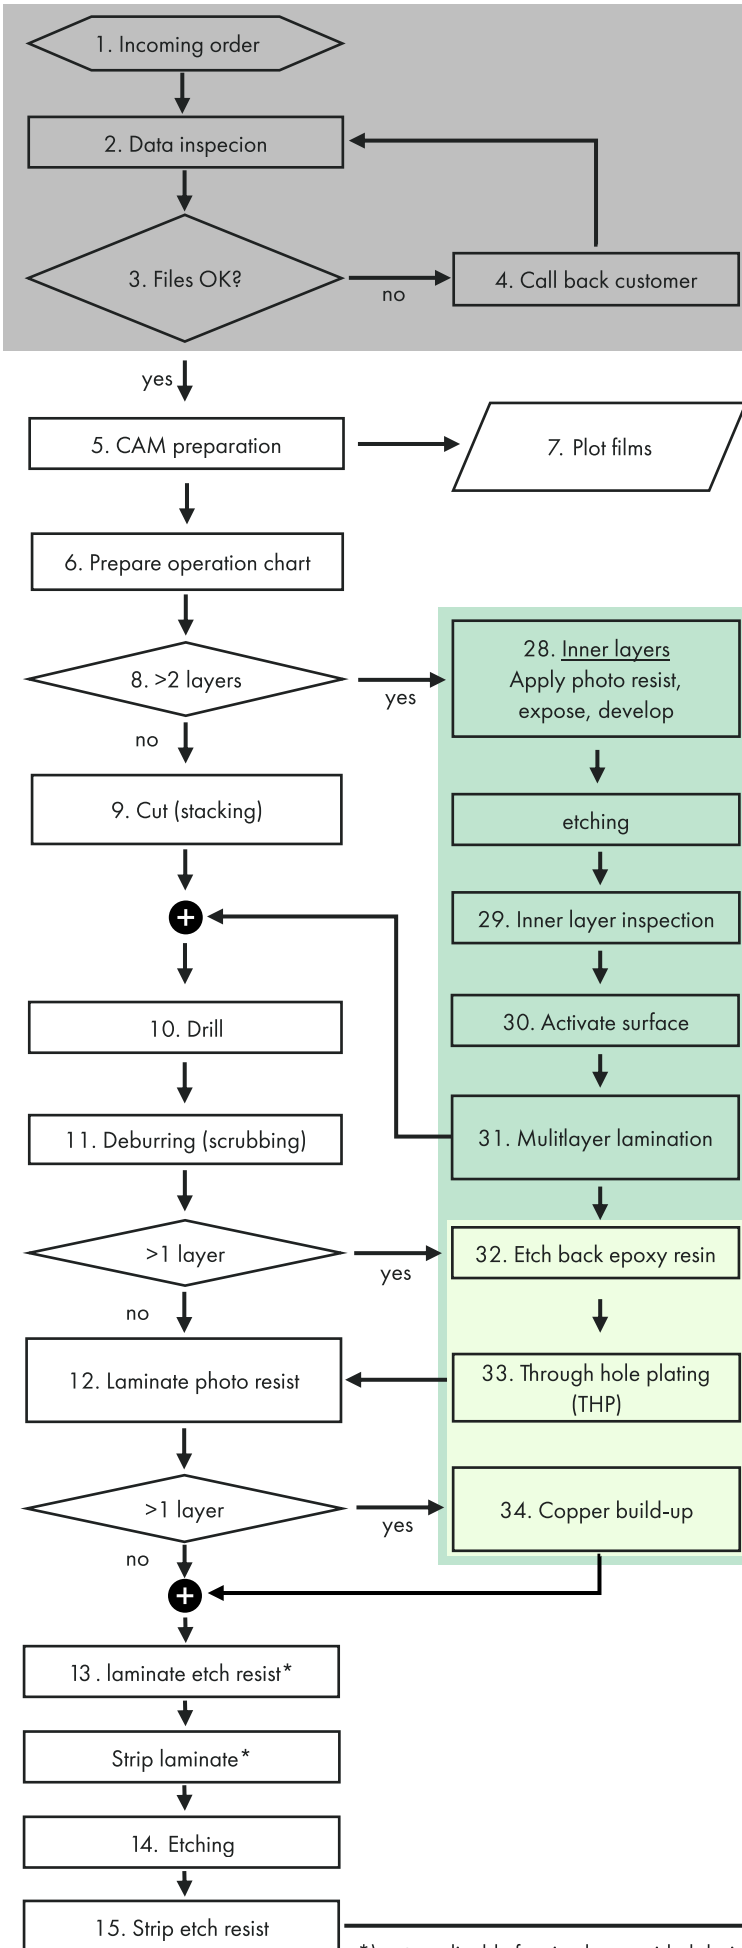 1. Incoming order
2. Data inspecion
3. Files OK?
no
4. Call back customer
yes
5. CAM preparation
7. Plot films
6. Prepare operation chart
8. >2 layers
yes
no
28. Inner layers
Apply photo resist,
expose, develop
9. Cut (stacking)
etching
+
29. Inner layer inspection
10. Drill
30. Activate surface
11. Deburring (scrubbing)
31. Mulitlayer lamination
>1 layer
yes
no
32. Etch back epoxy resin
12. Laminate photo resist
33. Through hole plating
(THP)
>1 layer
yes
no
34. Copper build-up
+
13. laminate etch resist*
Strip laminate*
14. Etching
15. Strip etch resist